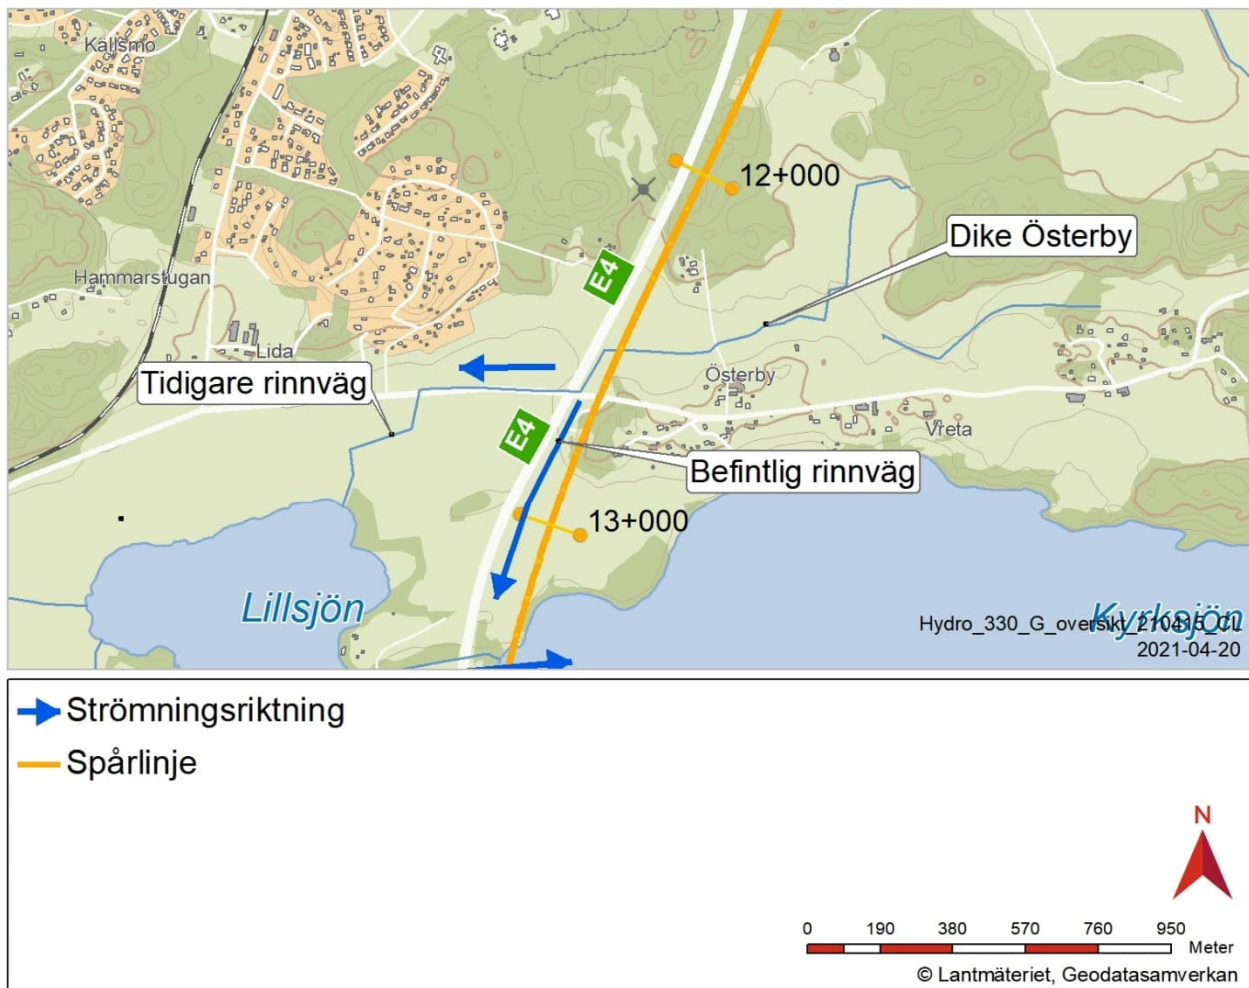 Källsmo
12+000
Dike Österby
E4
Hammarstugan
Lida
Tidigare rinnväg
Österby
E4
Vreta
Befintlig rinnväg
13+000
Lillsjön
Kyrksjön
Hydro_330_G_oversikt_210415_CL
2021-04-20
Strömningsriktning
Spårlinje
N
0 190 380 570 760 950
Meter
© Lantmäteriet, Geodatasamverkan